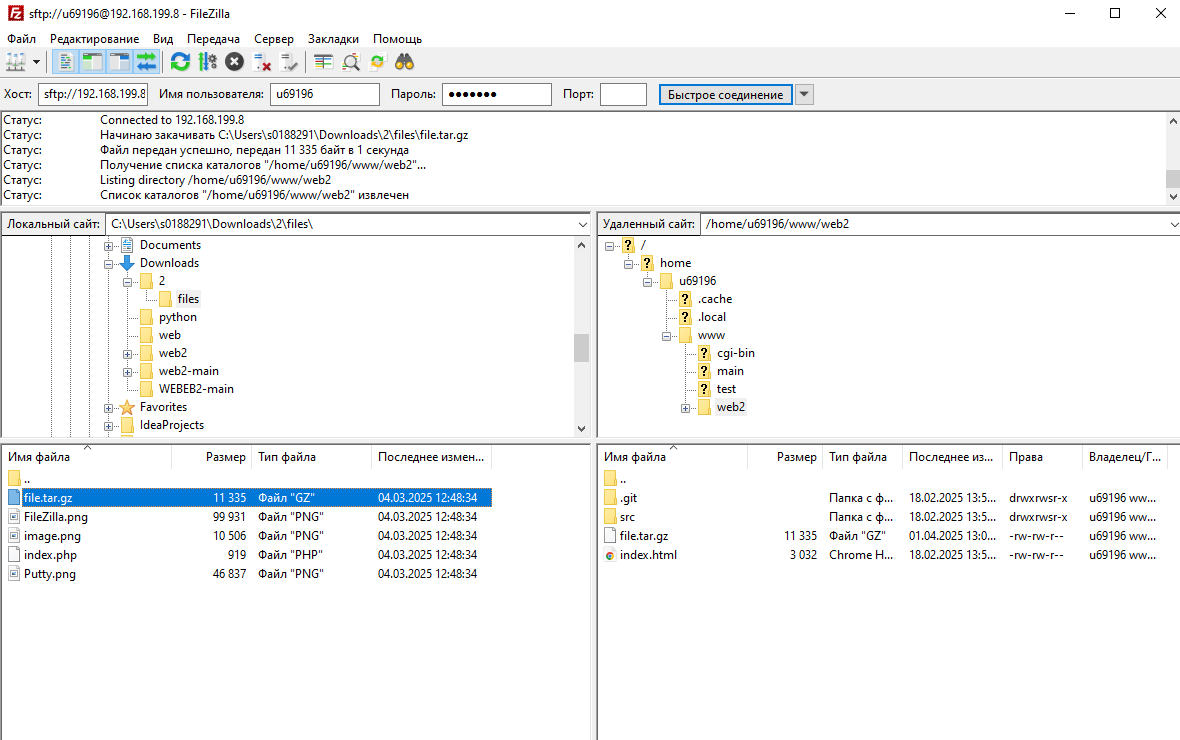 sftp://u69196@192.168.199.8 - FileZilla
Файл Редактирование Вид Передача Сервер Закладки Помощь
Хост: sftp://192.168.199.8 Имя пользователя: u69196 Пароль: ●●●●●●● Порт: Быстрое соединение
Статус: Connected to 192.168.199.8
Статус: Начинаю закачивать C:\Users\s0188291\Downloads\2\files\file.tar.gz
Статус: Файл передан успешно, передан 11 335 байт в 1 секунда
Статус: Получение списка каталогов "/home/u69196/www/web2"...
Статус: Listing directory /home/u69196/www/web2
Статус: Список каталогов "/home/u69196/www/web2" извлечен
Локальный сайт: C:\Users\s0188291\Downloads\2\files\
Documents
Downloads
2
files
python
web
web2
web2-main
WEBEB2-main
Favorites
IdeaProjects
Удаленный сайт: /home/u69196/www/web2
/
home
u69196
.cache
.local
www
cgi-bin
main
test
web2
Имя файла Размер Тип файла Последнее измен...
..
file.tar.gz 11 335 Файл "GZ" 04.03.2025 12:48:34
FileZilla.png 99 931 Файл "PNG" 04.03.2025 12:48:34
image.png 10 506 Файл "PNG" 04.03.2025 12:48:34
index.php 919 Файл "PHP" 04.03.2025 12:48:34
Putty.png 46 837 Файл "PNG" 04.03.2025 12:48:34
Имя файла Размер Тип файла Последнее из... Права Владелец/Г...
..
.git Папка с ф... 18.02.2025 13:5... drwxrwsr-x u69196 ww...
src Папка с ф... 18.02.2025 13:5... drwxrwsr-x u69196 ww...
file.tar.gz 11 335 Файл "GZ" 01.04.2025 13:0... -rw-rw-r-- u69196 ww...
index.html 3 032 Chrome H... 18.02.2025 13:5... -rw-rw-r-- u69196 ww...